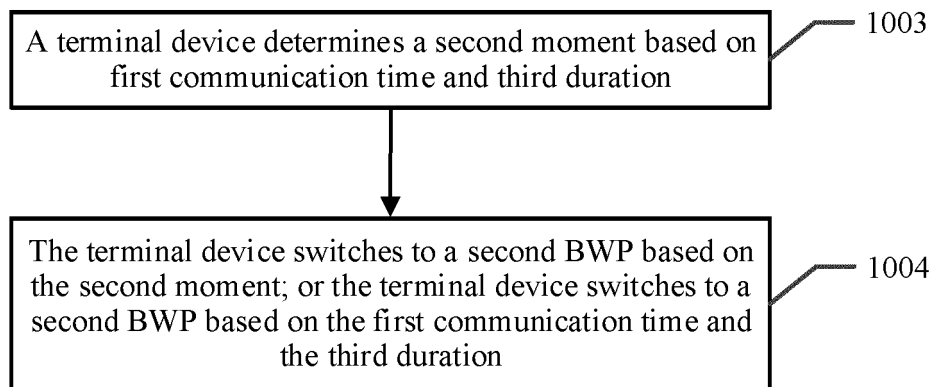 A terminal device determines a second moment based on
first communication time and third duration
1003
The terminal device switches to a second BWP based on
the second moment; or the terminal device switches to a
second BWP based on the first communication time and
the third duration
1004